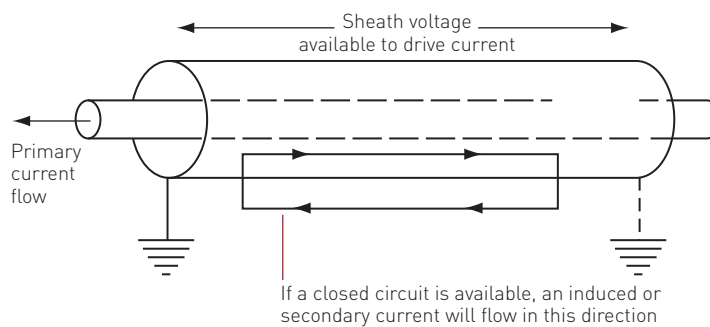 Sheath voltage
available to drive current
Primary
current
flow
If a closed circuit is available, an induced or
secondary current will flow in this direction